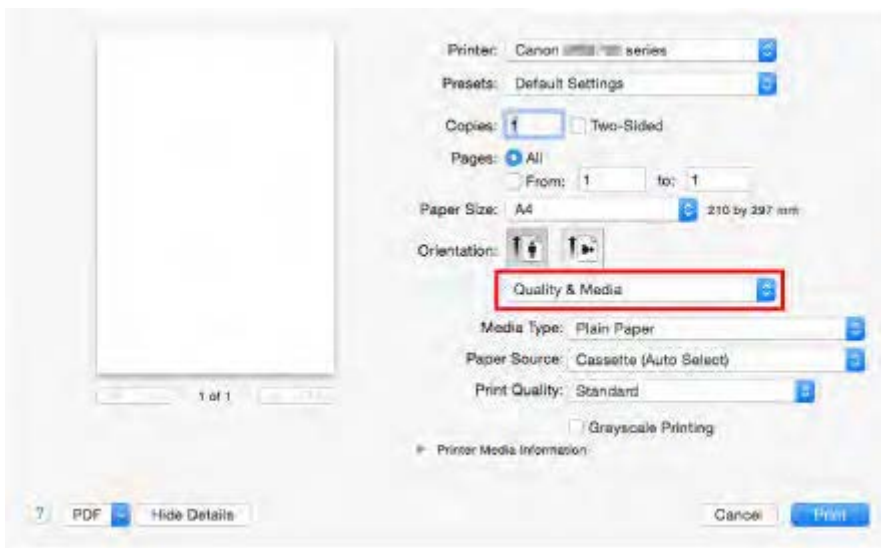 Printer: Canon series
Presets: Default Settings
Copies: 1 Two-Sided
Pages: All
From: 1 to: 1
Paper Size: A4 210 by 297 mm
Orientation:
Quality & Media
Media Type: Plain Paper
Paper Source: Cassette (Auto Select)
Print Quality: Standard
1 of 1
Grayscale Printing
Printer Media Information
? PDF Hide Details Cancel Print